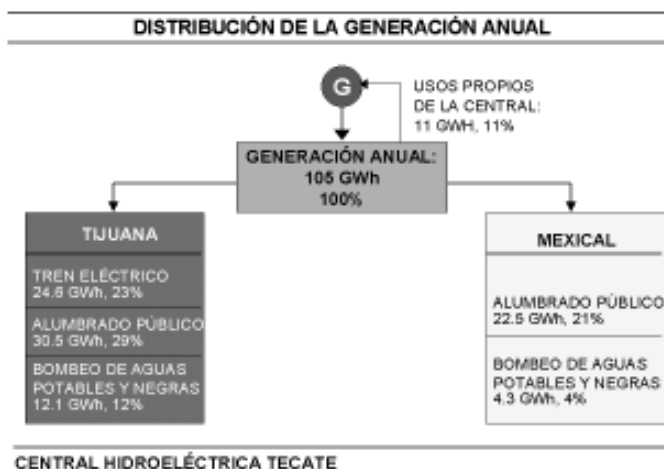 DISTRIBUCIÓN DE LA GENERACIÓN ANUAL
G
USOS PROPIOS
DE LA CENTRAL:
11 GWH, 11%
GENERACIÓN ANUAL:
105 GWh
100%
TIJUANA
TREN ELÉCTRICO
24.6 GWh, 23%
ALUMBRADO PÚBLICO
30.5 GWh, 29%
BOMBEO DE AGUAS
POTABLES Y NEGRAS
12.1 GWh, 12%
MEXICAL
ALUMBRADO PÚBLICO
22.5 GWh, 21%
BOMBEO DE AGUAS
POTABLES Y NEGRAS
4.3 GWh, 4%
CENTRAL HIDROELÉCTRICA TECATE